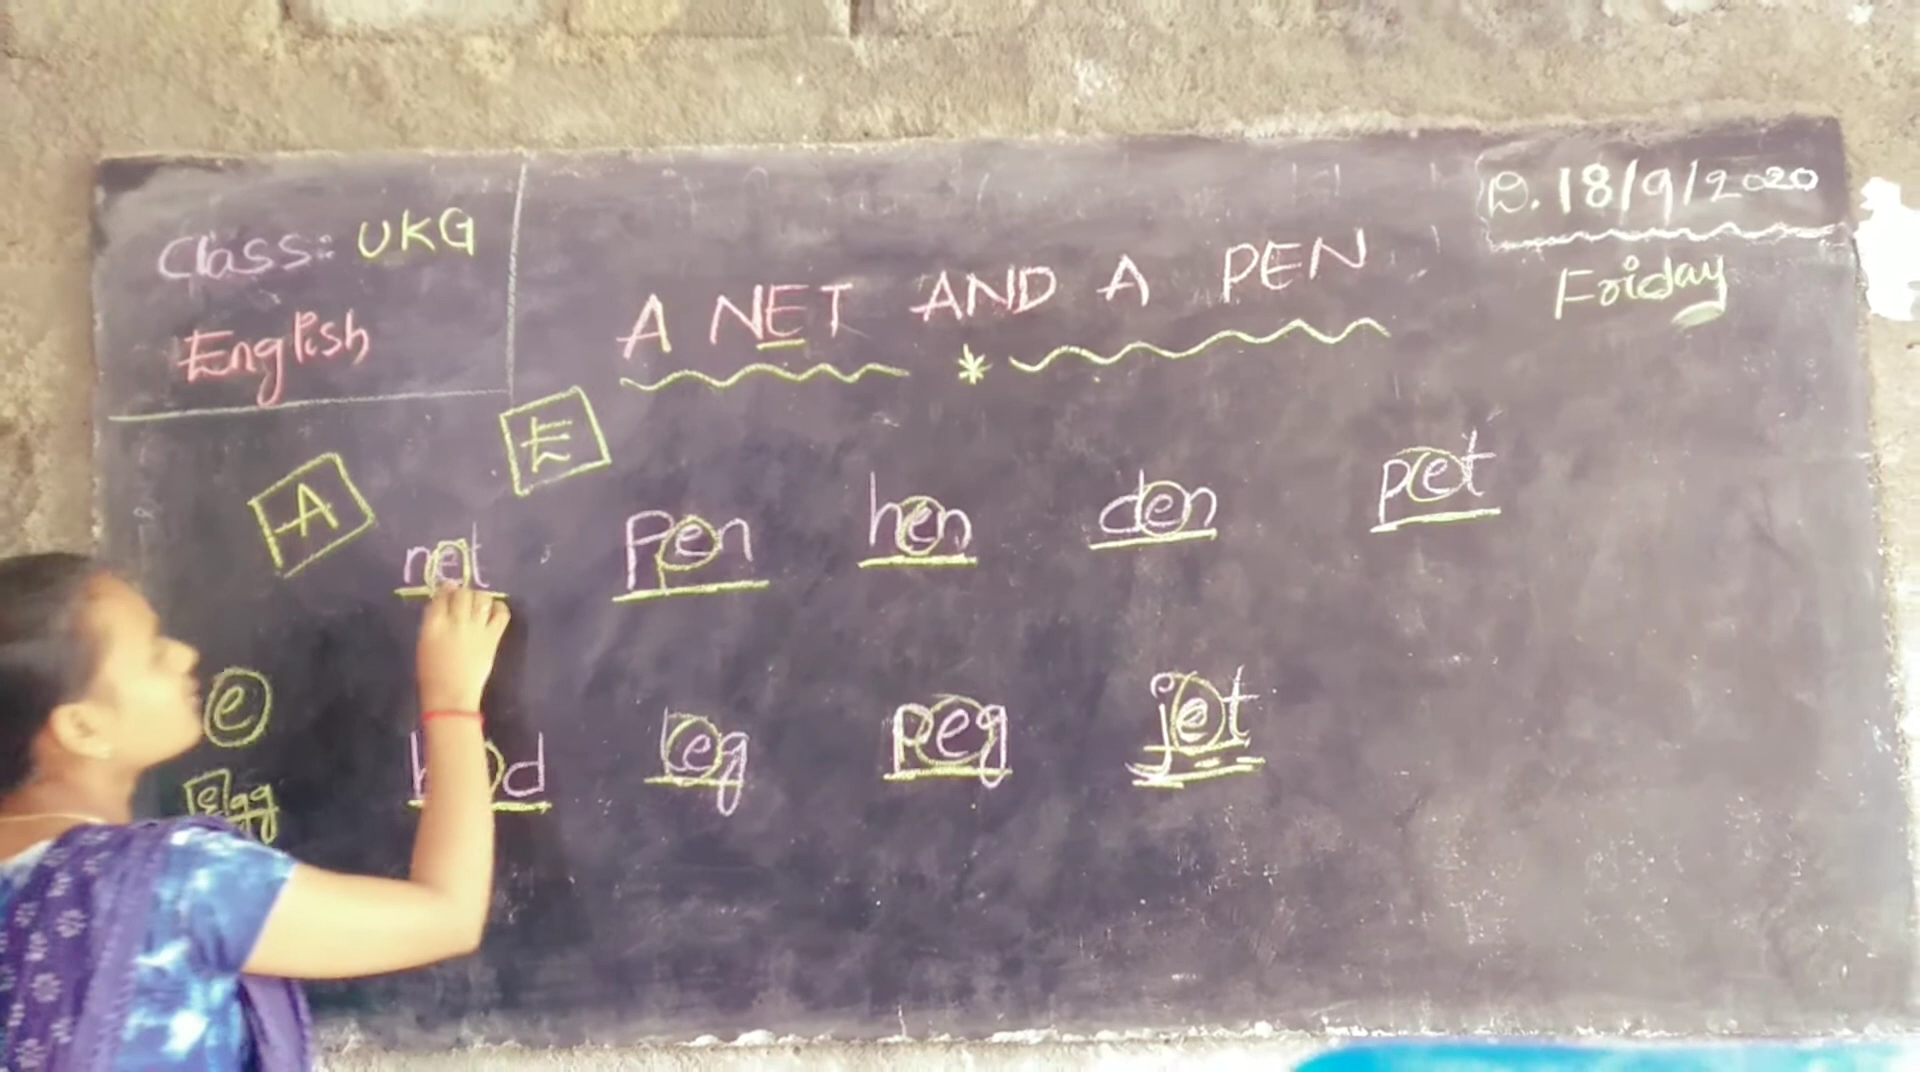 Class: UKG
English
D. 18/9/2020
Friday
A NET AND A PEN
A
E
net pen hen den pet
e
Egg
leg peg jet